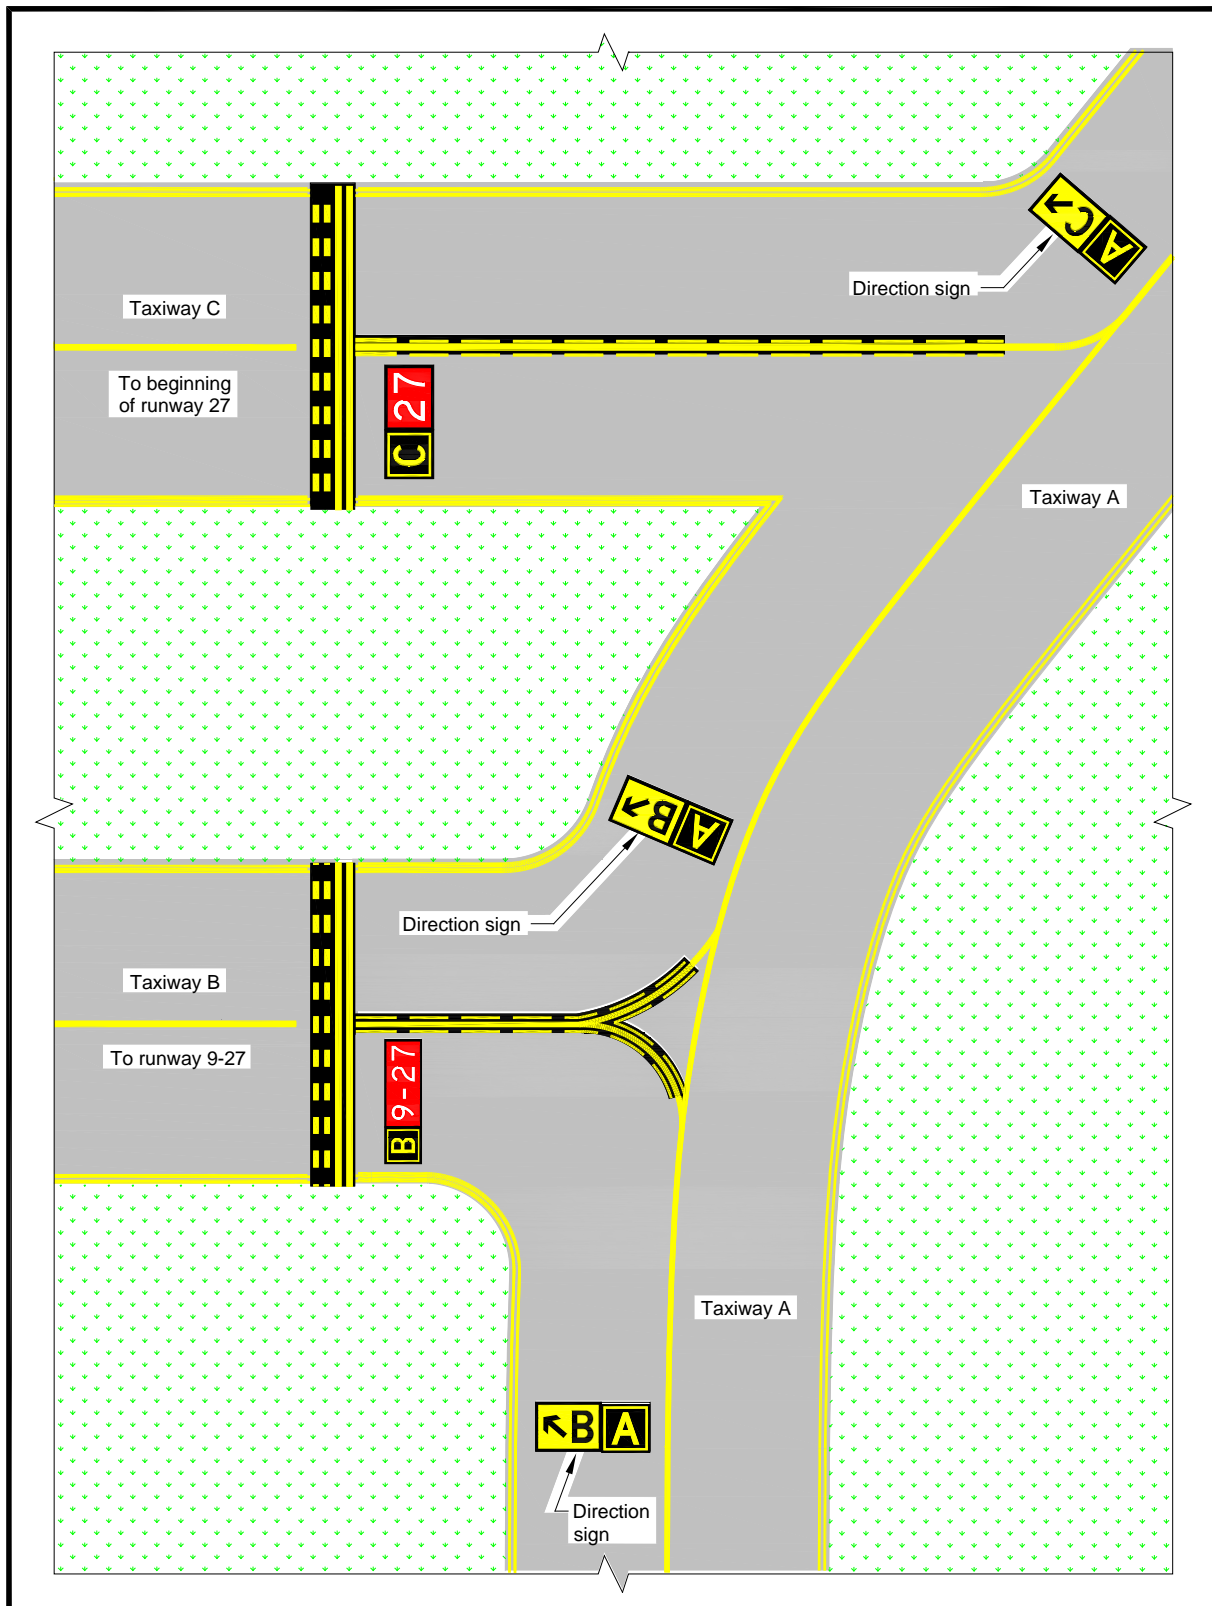 C
A
Direction sign
Taxiway C
To beginning
of runway 27
C 27
Taxiway A
B
A
Direction sign
Taxiway B
To runway 9-27
B 9-27
Taxiway A
B A
Direction
sign